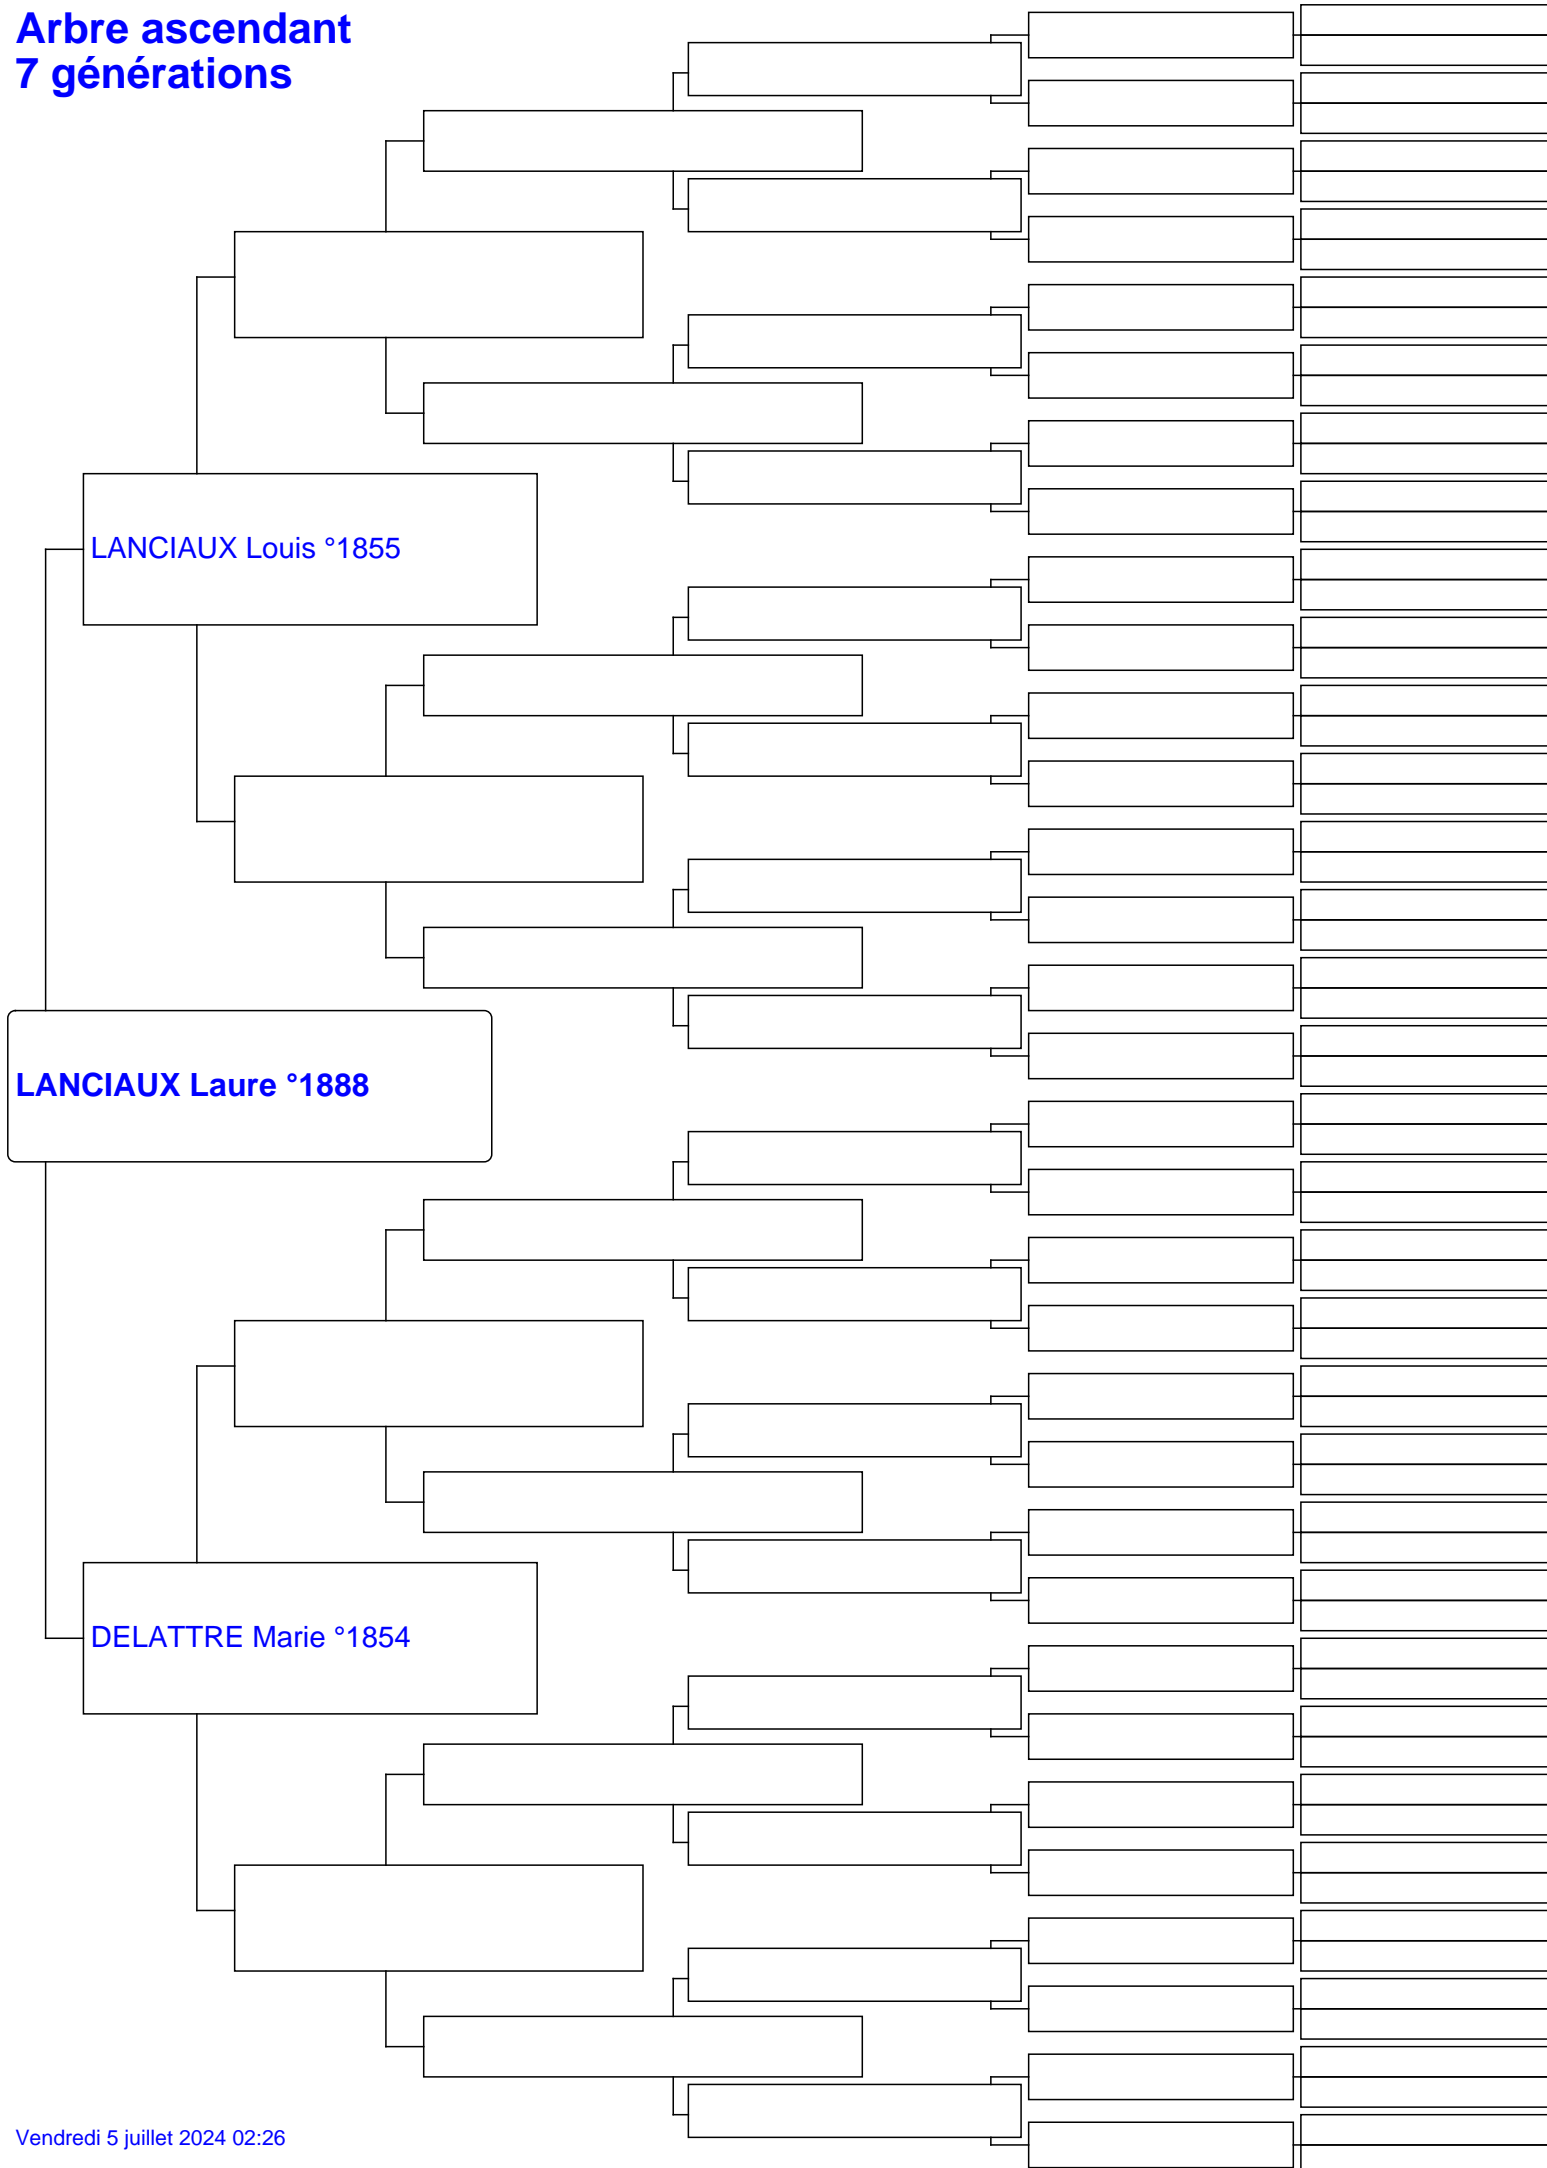 Arbre ascendant
7 générations
LANCIAUX Louis °1855
LANCIAUX Laure °1888
DELATTRE Marie °1854
Vendredi 5 juillet 2024 02:26